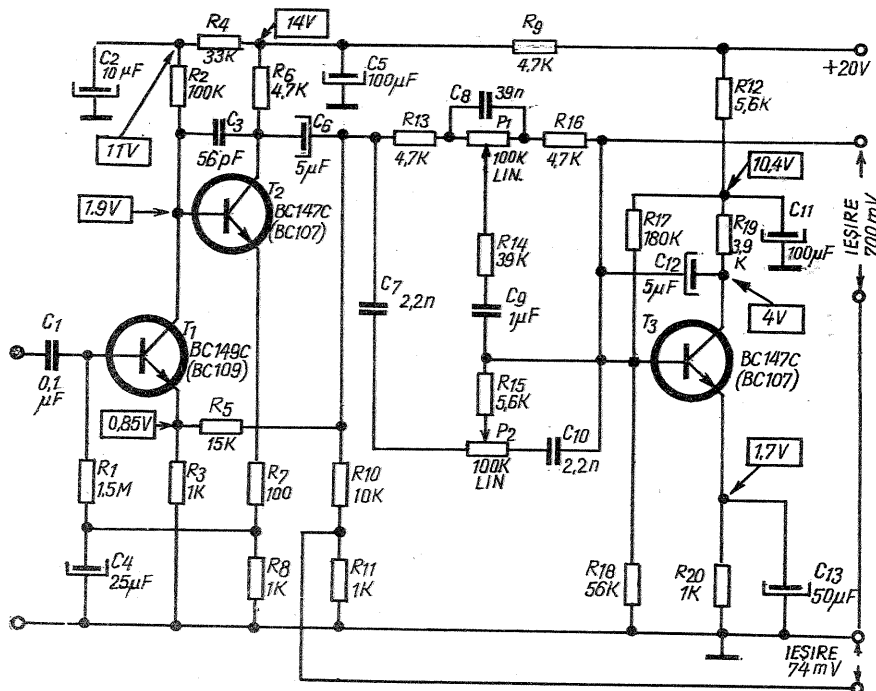 R4
33K
14V
R9
4,7K
+20V
C2
10µF
R2
100K
R6
4,7K
C5
100µF
C8
39n
R12
5,6K
11V
C3
56pF
C6
5µF
R13
4,7K
P1
100K
LIN.
R16
4,7K
10,4V
1.9V
T2
BC147C
(BC107)
R17
180K
R19
3,9
K
C11
100µF
IEȘIRE
700mV
R14
39K
C12
5µF
C7
2,2n
C9
1µF
4V
C1
0,1
µF
T1
BC149C
(BC109)
T3
BC147C
(BC107)
0,85V
R5
15K
R15
5,6K
P2
100K
LIN
C10
2,2n
1,7V
R1
1,5M
R3
1K
R7
100
R10
10K
C4
25µF
R8
1K
R11
1K
R18
56K
R20
1K
C13
50µF
IEȘIRE
74mV